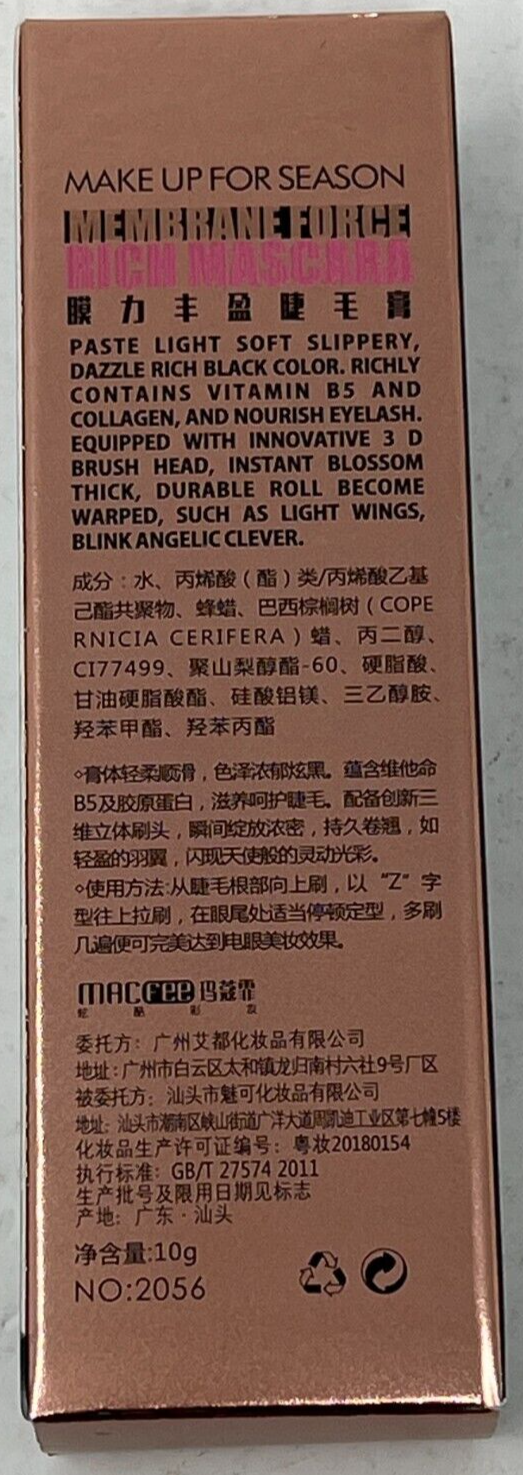 MAKE UP FOR SEASON
MEMBRANE FORCE
RICH MASCARA
膜力丰盈睫毛膏
PASTE LIGHT SOFT SLIPPERY,
DAZZLE RICH BLACK COLOR. RICHLY
CONTAINS VITAMIN B5 AND
COLLAGEN, AND NOURISH EYELASH.
EQUIPPED WITH INNOVATIVE 3 D
BRUSH HEAD, INSTANT BLOSSOM
THICK, DURABLE ROLL BECOME
WARPED, SUCH AS LIGHT WINGS,
BLINK ANGELIC CLEVER.
成分：水、丙烯酸（酯）类/丙烯酸乙基
己酯共聚物、蜂蜡、巴西棕榈树（COPE
RNICIA CERIFERA）蜡、丙二醇、
CI77499、聚山梨醇酯-60、硬脂酸、
甘油硬脂酸酯、硅酸铝镁、三乙醇胺、
羟苯甲酯、羟苯丙酯
◇膏体轻柔顺滑，色泽浓郁炫黑。蕴含维他命
B5及胶原蛋白，滋养呵护睫毛。配备创新三
维立体刷头，瞬间绽放浓密，持久卷翘，如
轻盈的羽翼，闪现天使般的灵动光彩。
◇使用方法:从睫毛根部向上刷，以“Z”字
型往上拉刷，在眼尾处适当停顿定型，多刷
几遍便可完美达到电眼美妆效果。
MACFEE 玛蔻霏
炫酷彩妆
委托方：广州艾都化妆品有限公司
地址：广州市白云区太和镇龙归南村六社9号厂区
被委托方：汕头市魅可化妆品有限公司
地址：汕头市潮南区峡山街道广洋大道周凯迪工业区第七幢5楼
化妆品生产许可证编号：粤妆20180154
执行标准：GB/T 27574 2011
生产批号及限用日期见标志
产地：广东·汕头
净含量:10g
NO:2056